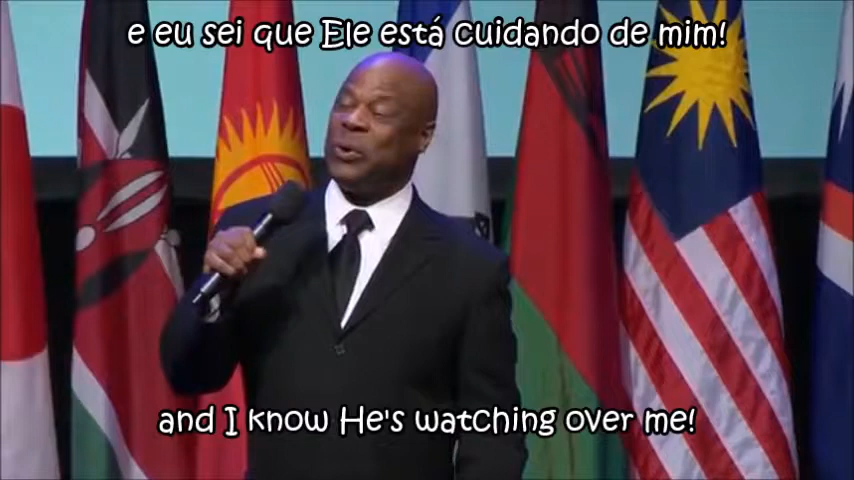 e eu sei que Ele está cuidando de mim!
and I know He's watching over me!